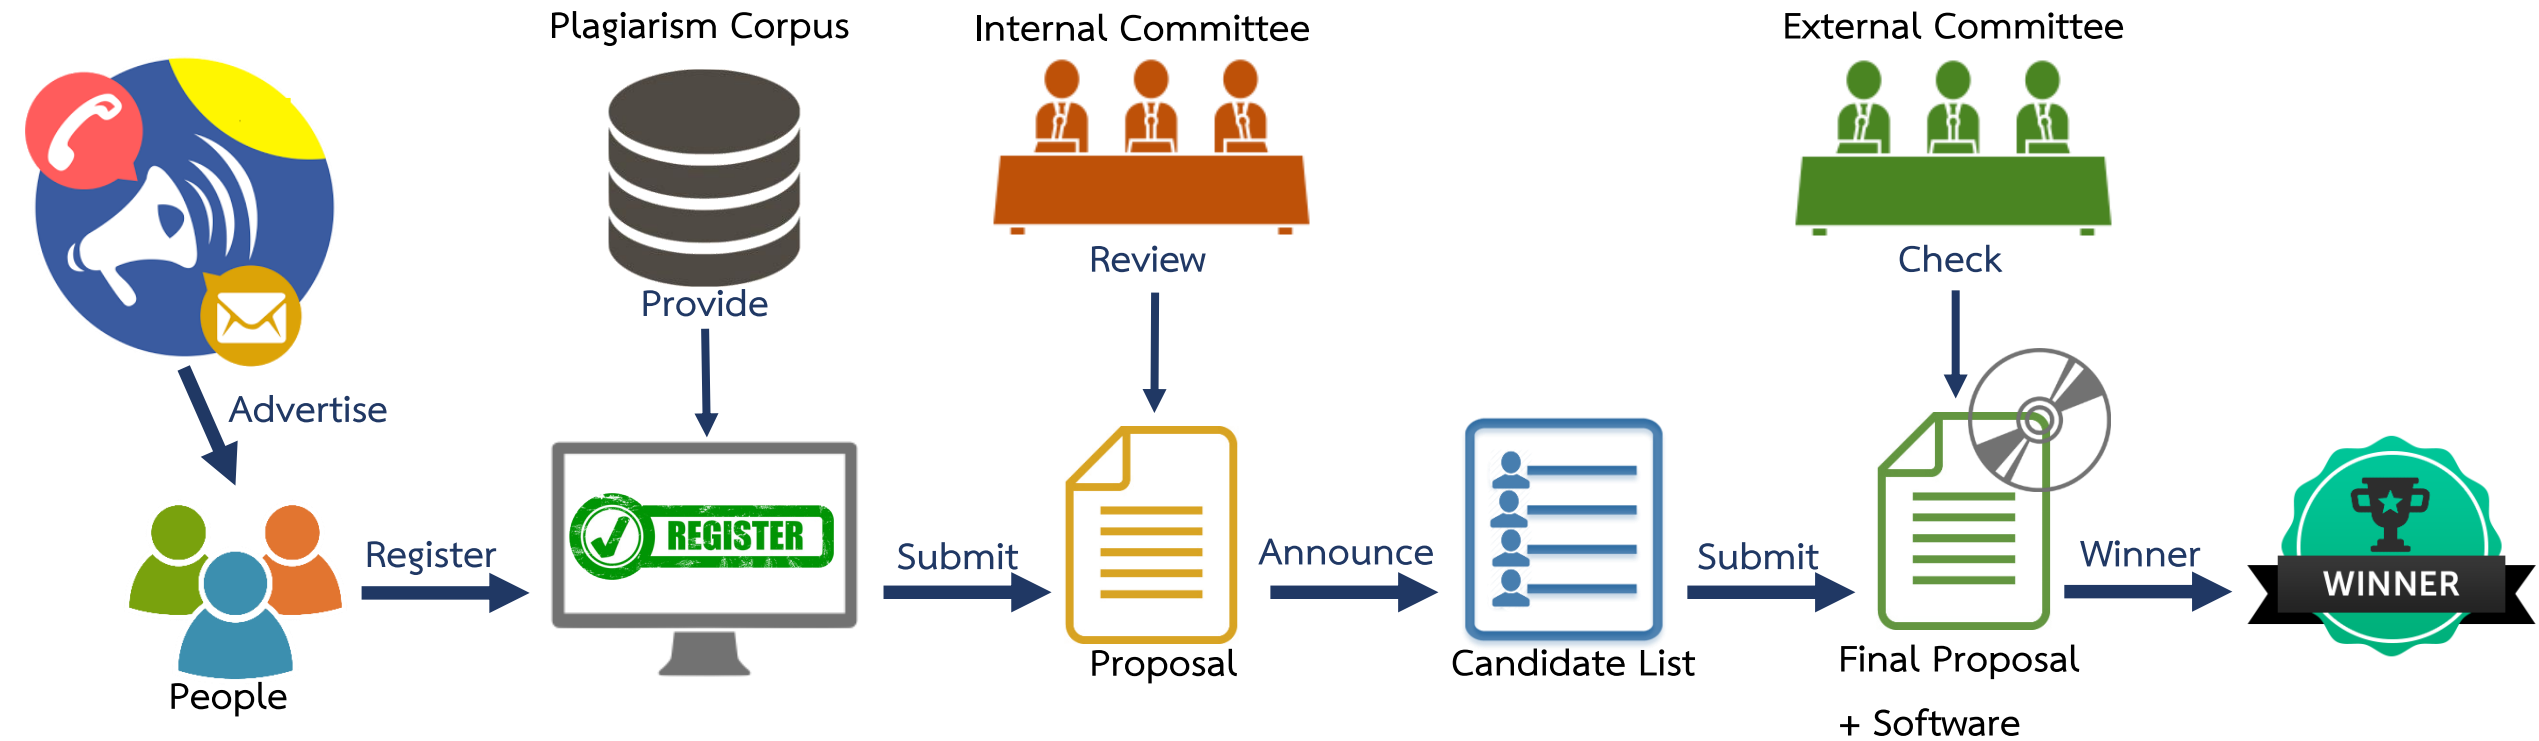 Plagiarism Corpus
Internal Committee
External Committee
Review
Check
Provide
Advertise
Register
REGISTER
Submit
Announce
Submit
Winner
WINNER
People
Proposal
Candidate List
Final Proposal
+ Software